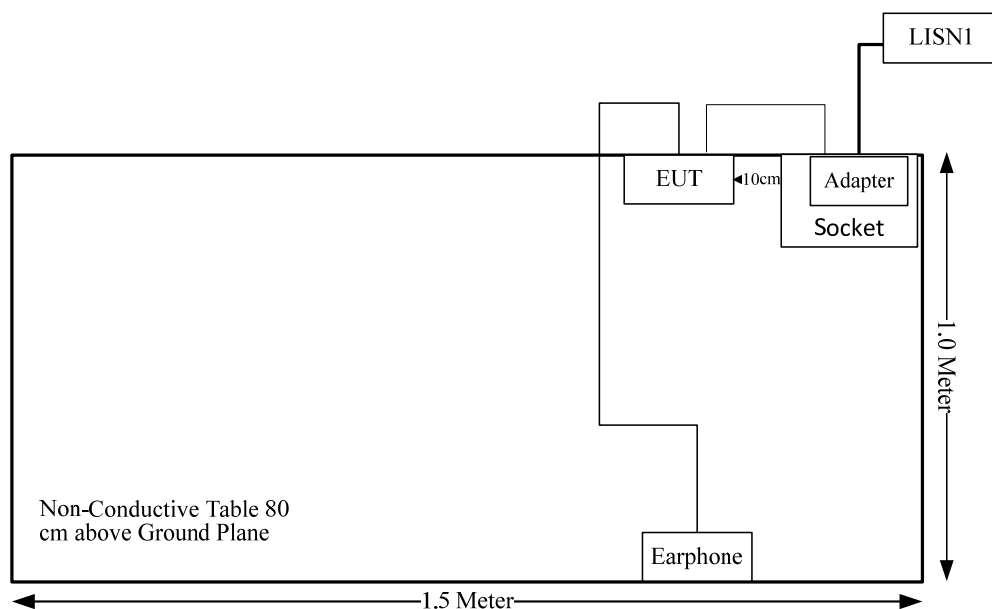 LISN1
EUT
10cm
Adapter
Socket
1.0 Meter
Non-Conductive Table 80
cm above Ground Plane
Earphone
1.5 Meter